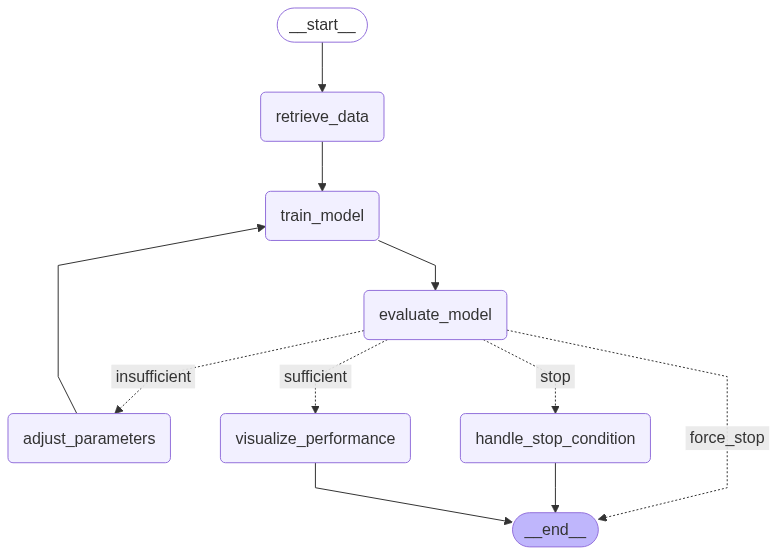 __start__
retrieve_data
train_model
evaluate_model
insufficient
sufficient
stop
adjust_parameters
visualize_performance
handle_stop_condition
force_stop
__end__